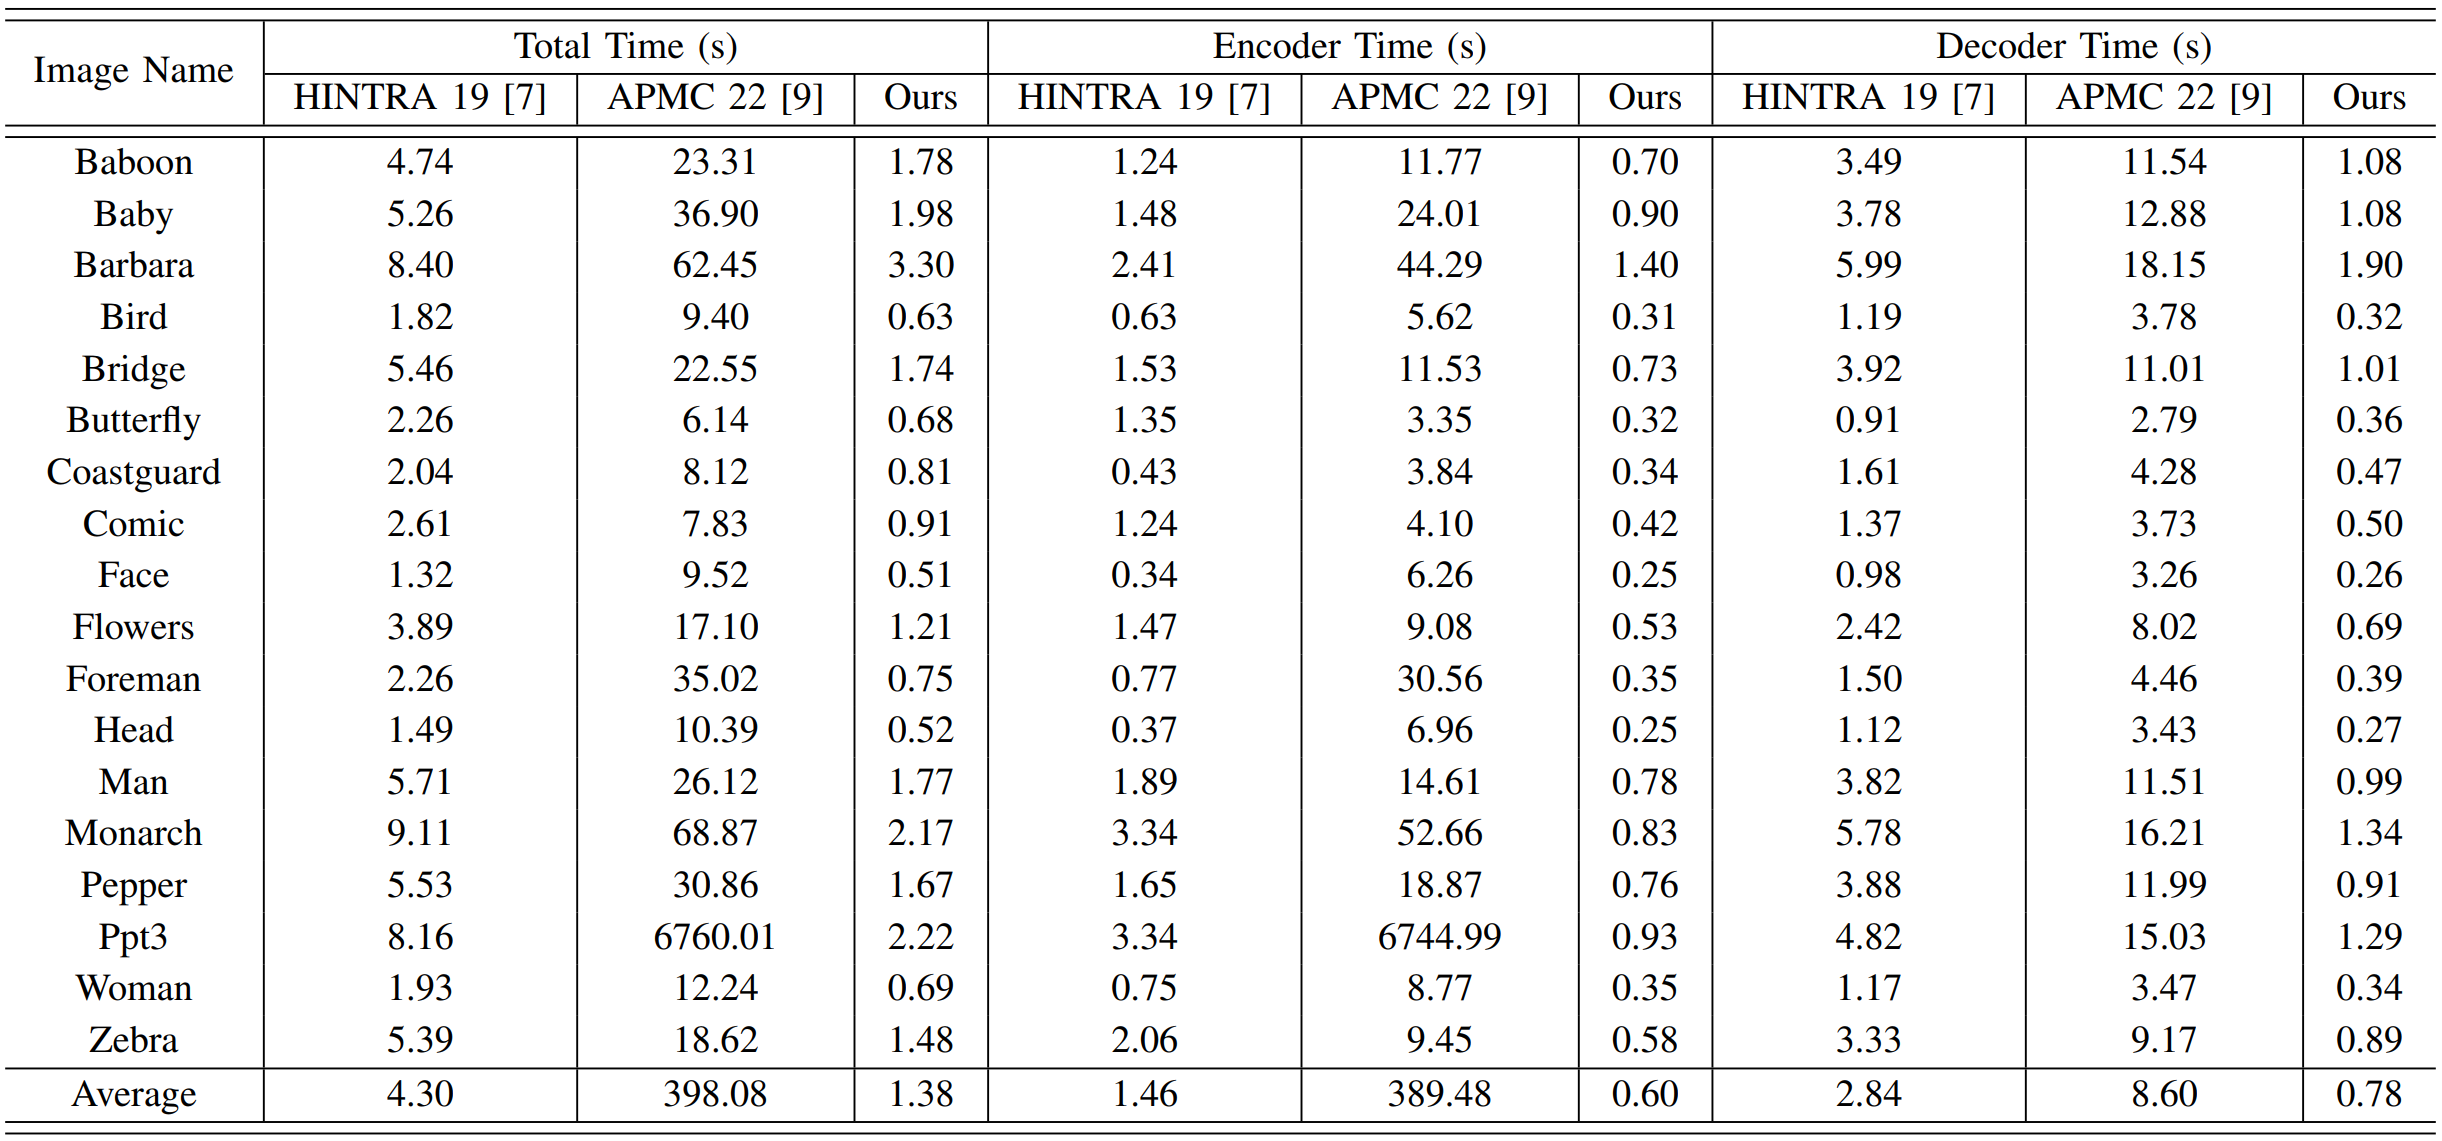 Image Name Total Time (s) Encoder Time (s) Decoder Time (s)
HINTRA 19 [7] APMC 22 [9] Ours HINTRA 19 [7] APMC 22 [9] Ours HINTRA 19 [7] APMC 22 [9] Ours
Baboon 4.74 23.31 1.78 1.24 11.77 0.70 3.49 11.54 1.08
Baby 5.26 36.90 1.98 1.48 24.01 0.90 3.78 12.88 1.08
Barbara 8.40 62.45 3.30 2.41 44.29 1.40 5.99 18.15 1.90
Bird 1.82 9.40 0.63 0.63 5.62 0.31 1.19 3.78 0.32
Bridge 5.46 22.55 1.74 1.53 11.53 0.73 3.92 11.01 1.01
Butterfly 2.26 6.14 0.68 1.35 3.35 0.32 0.91 2.79 0.36
Coastguard 2.04 8.12 0.81 0.43 3.84 0.34 1.61 4.28 0.47
Comic 2.61 7.83 0.91 1.24 4.10 0.42 1.37 3.73 0.50
Face 1.32 9.52 0.51 0.34 6.26 0.25 0.98 3.26 0.26
Flowers 3.89 17.10 1.21 1.47 9.08 0.53 2.42 8.02 0.69
Foreman 2.26 35.02 0.75 0.77 30.56 0.35 1.50 4.46 0.39
Head 1.49 10.39 0.52 0.37 6.96 0.25 1.12 3.43 0.27
Man 5.71 26.12 1.77 1.89 14.61 0.78 3.82 11.51 0.99
Monarch 9.11 68.87 2.17 3.34 52.66 0.83 5.78 16.21 1.34
Pepper 5.53 30.86 1.67 1.65 18.87 0.76 3.88 11.99 0.91
Ppt3 8.16 6760.01 2.22 3.34 6744.99 0.93 4.82 15.03 1.29
Woman 1.93 12.24 0.69 0.75 8.77 0.35 1.17 3.47 0.34
Zebra 5.39 18.62 1.48 2.06 9.45 0.58 3.33 9.17 0.89
Average 4.30 398.08 1.38 1.46 389.48 0.60 2.84 8.60 0.78